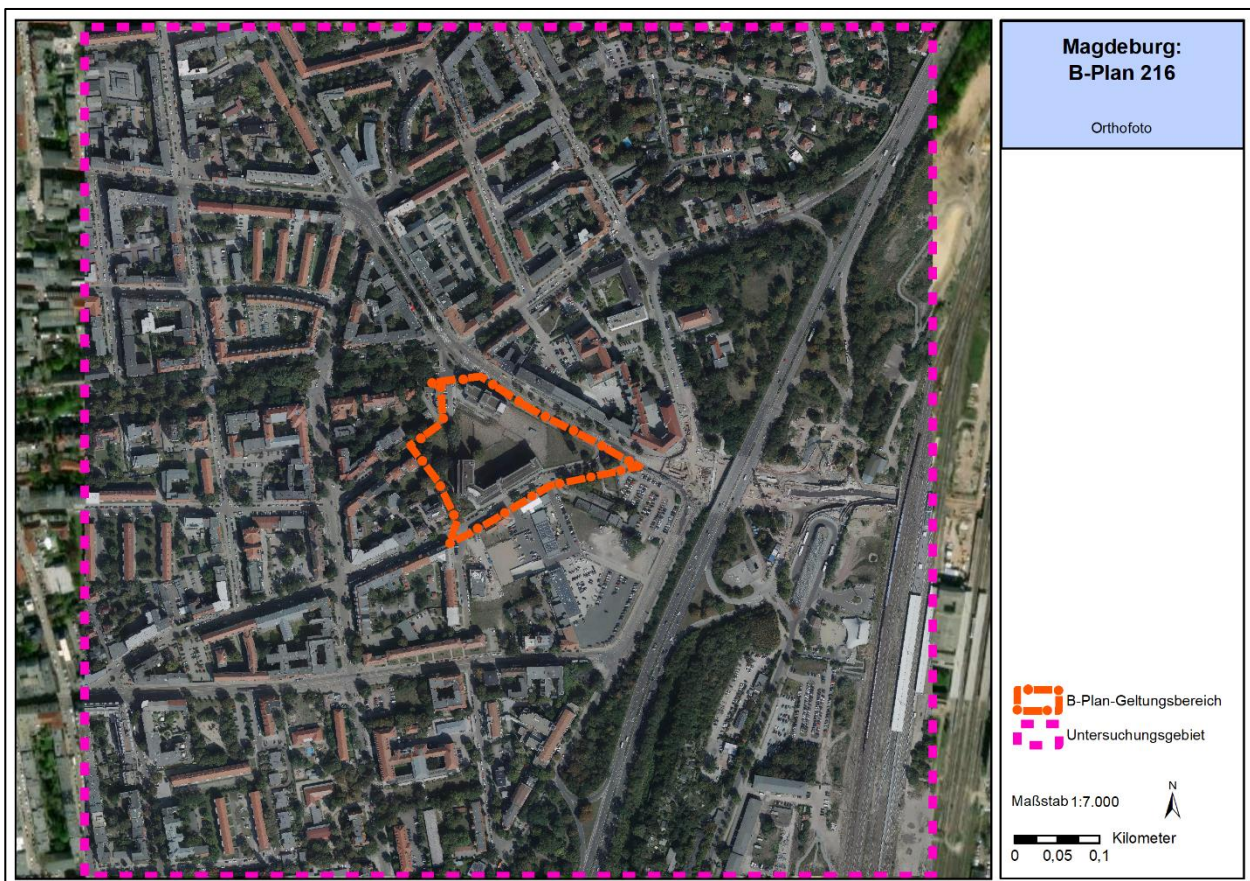 Magdeburg:
B-Plan 216
Orthofoto
B-Plan-Geltungsbereich
Untersuchungsgebiet
N
Maßstab 1:7.000
Kilometer
0 0,05 0,1